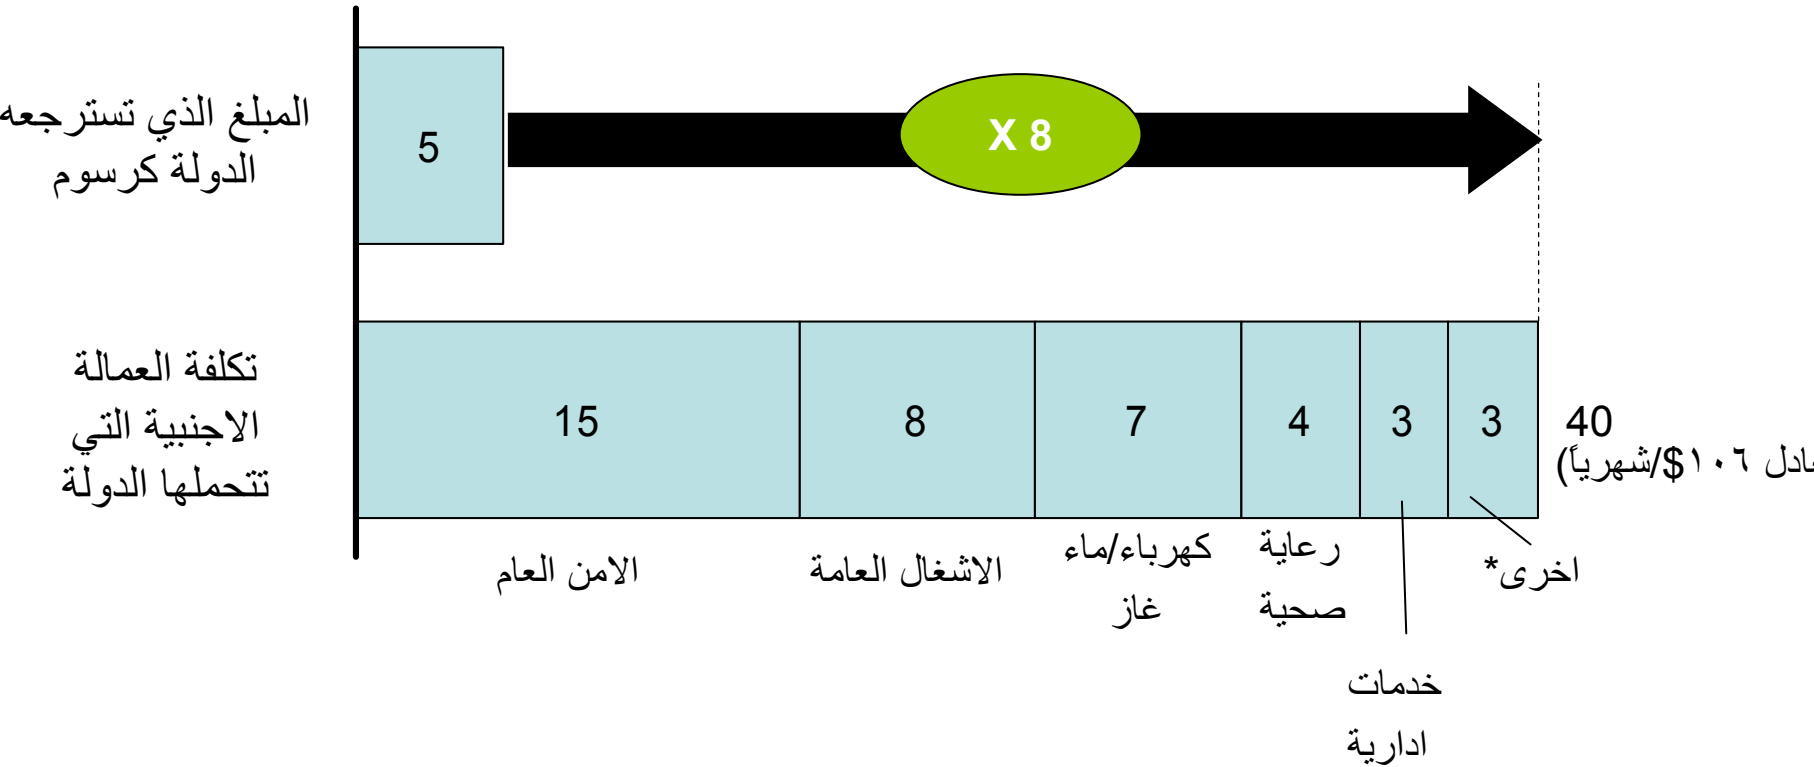 المبلغ الذي تسترجعه
الدولة كرسوم
5
X 8
تكلفة العمالة
الاجنبية التي
تتحملها الدولة
15
8
7
4
3
3
40
١٠٦$/شهرياً)
الامن العام
الاشغال العامة
كهرباء/ماء
غاز
رعاية
صحية
خدمات
ادارية
اخرى*